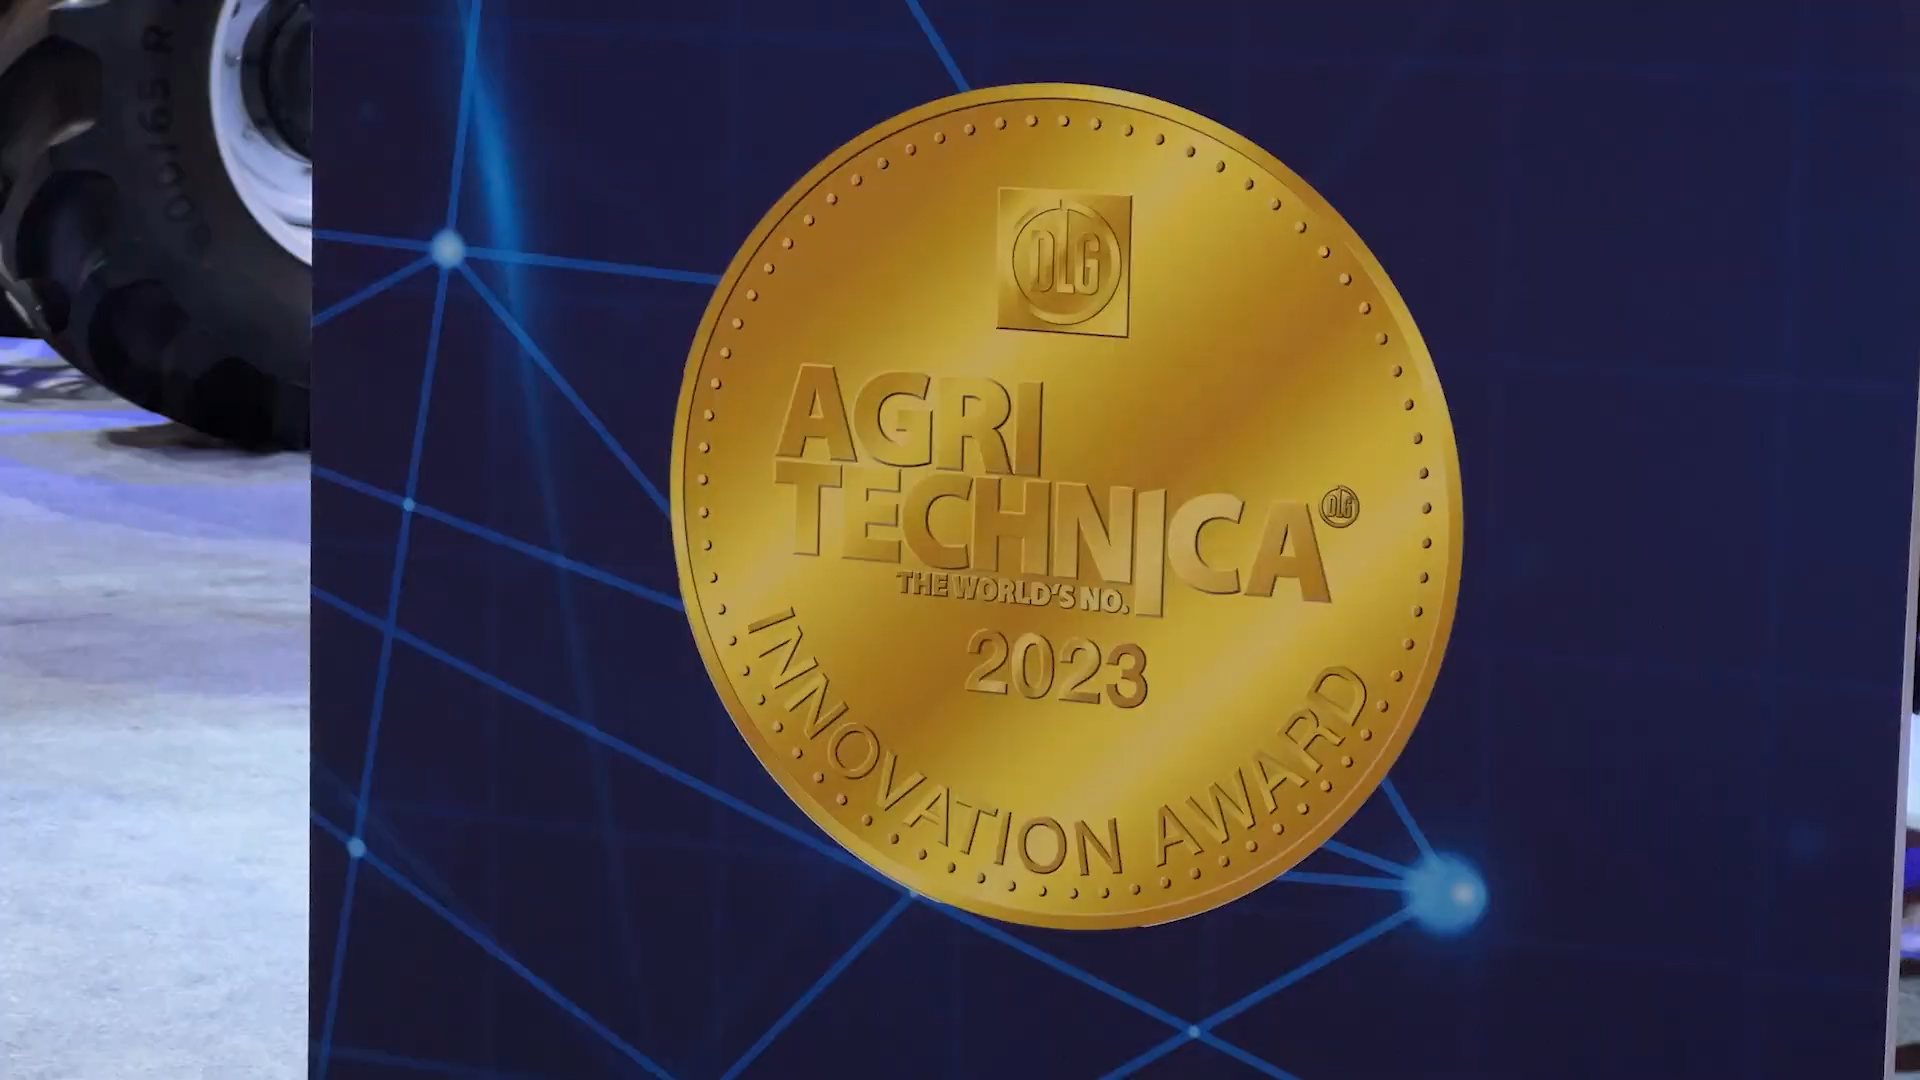 DLG
AGRI
TECHNICA DLG
THE WORLD'S NO.
2023
INNOVATION AWARD